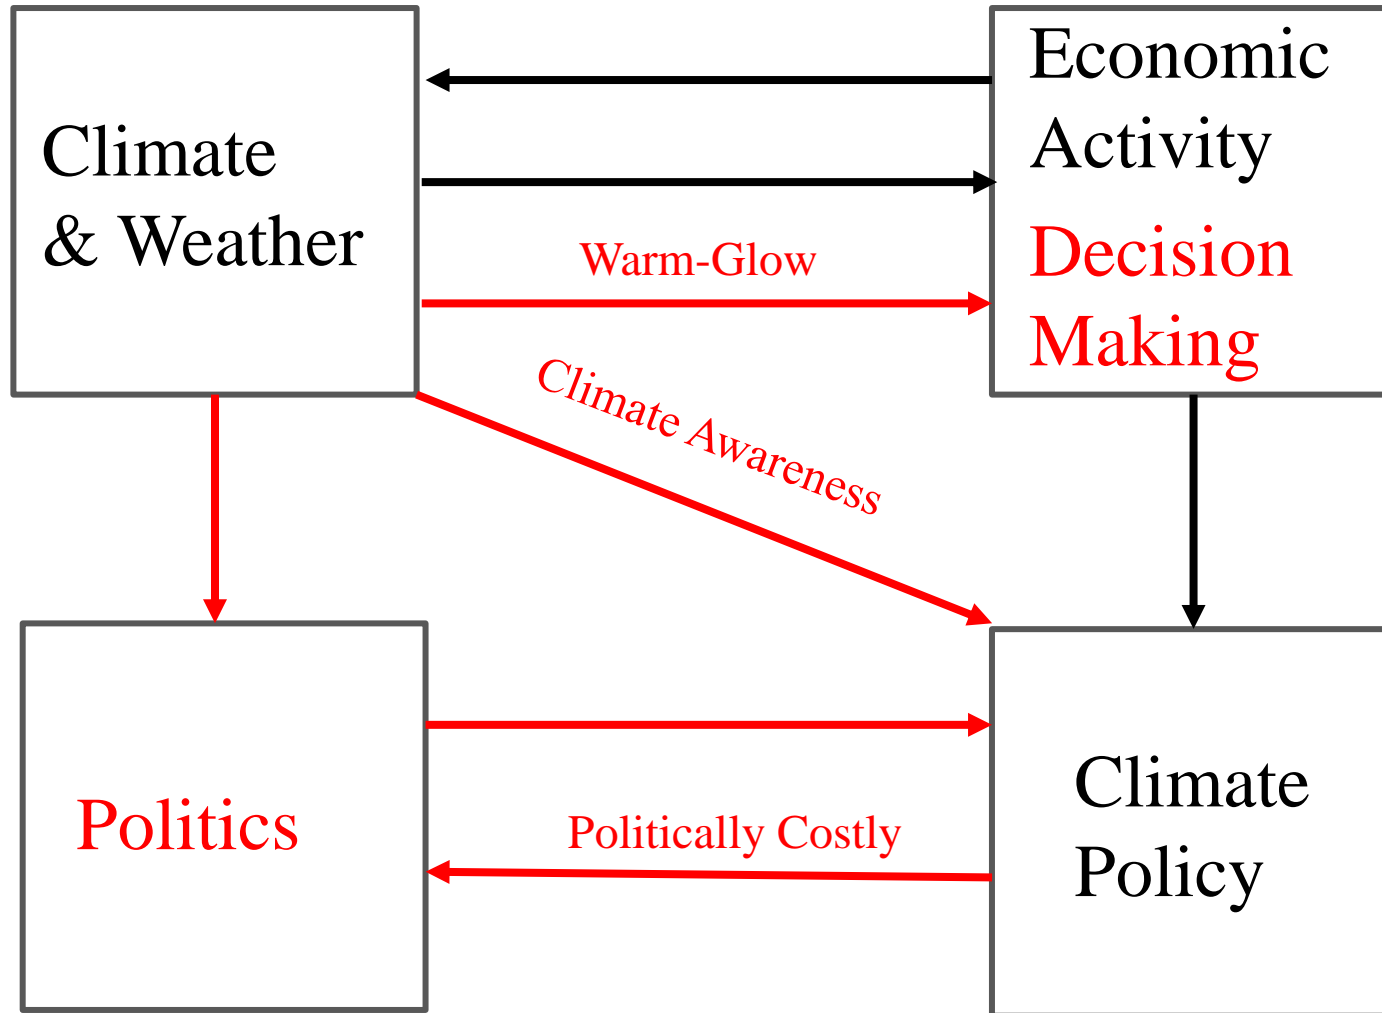 Climate
& Weather
Economic
Activity
Decision
Making
Warm-Glow
Climate Awareness
Politics
Politically Costly
Climate
Policy